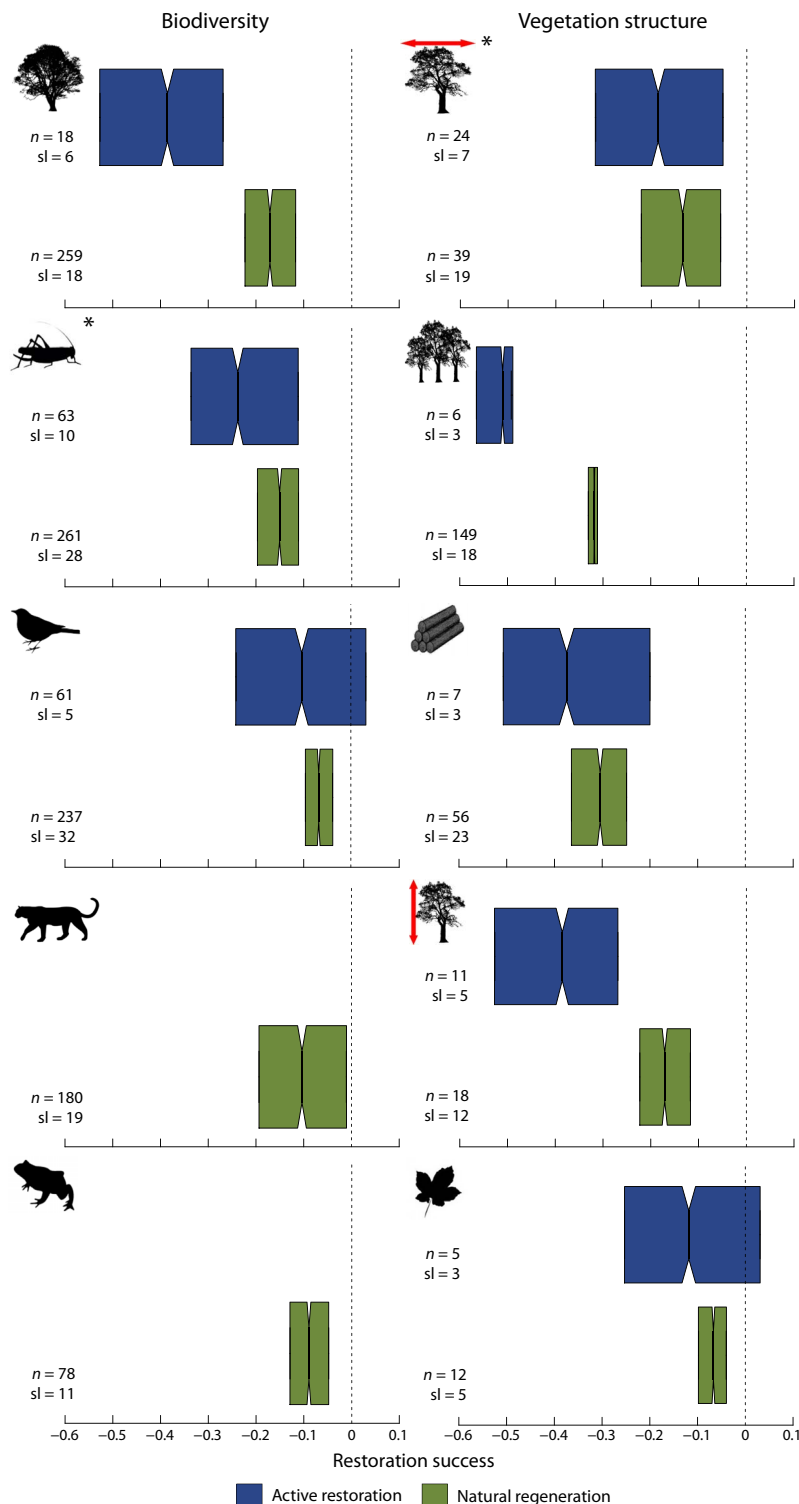 Biodiversity
Vegetation structure
*
n = 18
sl = 6
n = 24
sl = 7
n = 259
sl = 18
n = 39
sl = 19
*
n = 63
sl = 10
n = 6
sl = 3
n = 261
sl = 28
n = 149
sl = 18
n = 61
sl = 5
n = 7
sl = 3
n = 237
sl = 32
n = 56
sl = 23
n = 11
sl = 5
n = 180
sl = 19
n = 18
sl = 12
n = 5
sl = 3
n = 78
sl = 11
n = 12
sl = 5
−0.6 −0.5 −0.4 −0.3 −0.2 −0.1 0 0.1
−0.6 −0.5 −0.4 −0.3 −0.2 −0.1 0 0.1
Restoration success
Active restoration
Natural regeneration